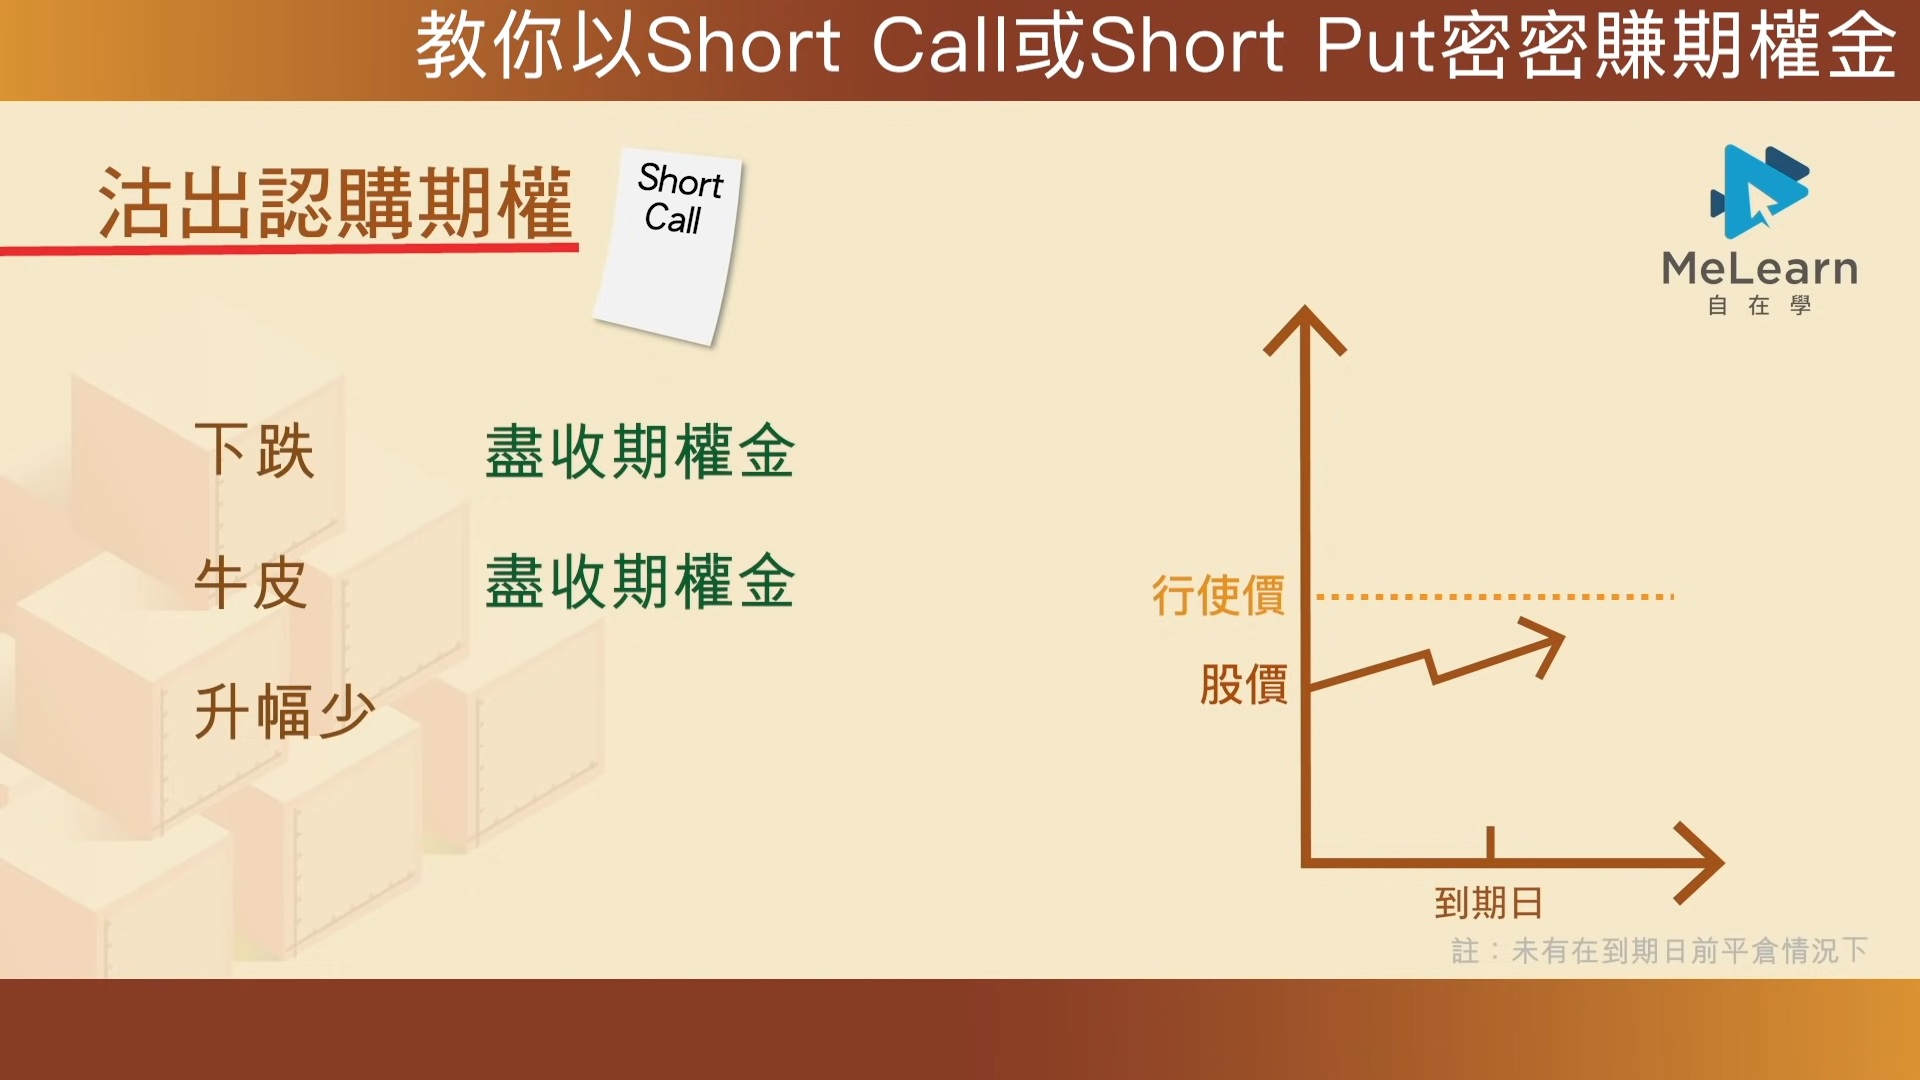 教你以Short Call或Short Put密密賺期權金
沽出認購期權
Short
Call
MeLearn
自在學
下跌 盡收期權金
牛皮 盡收期權金
升幅少
行使價
股價
到期日
註：未有在到期日前平倉情況下